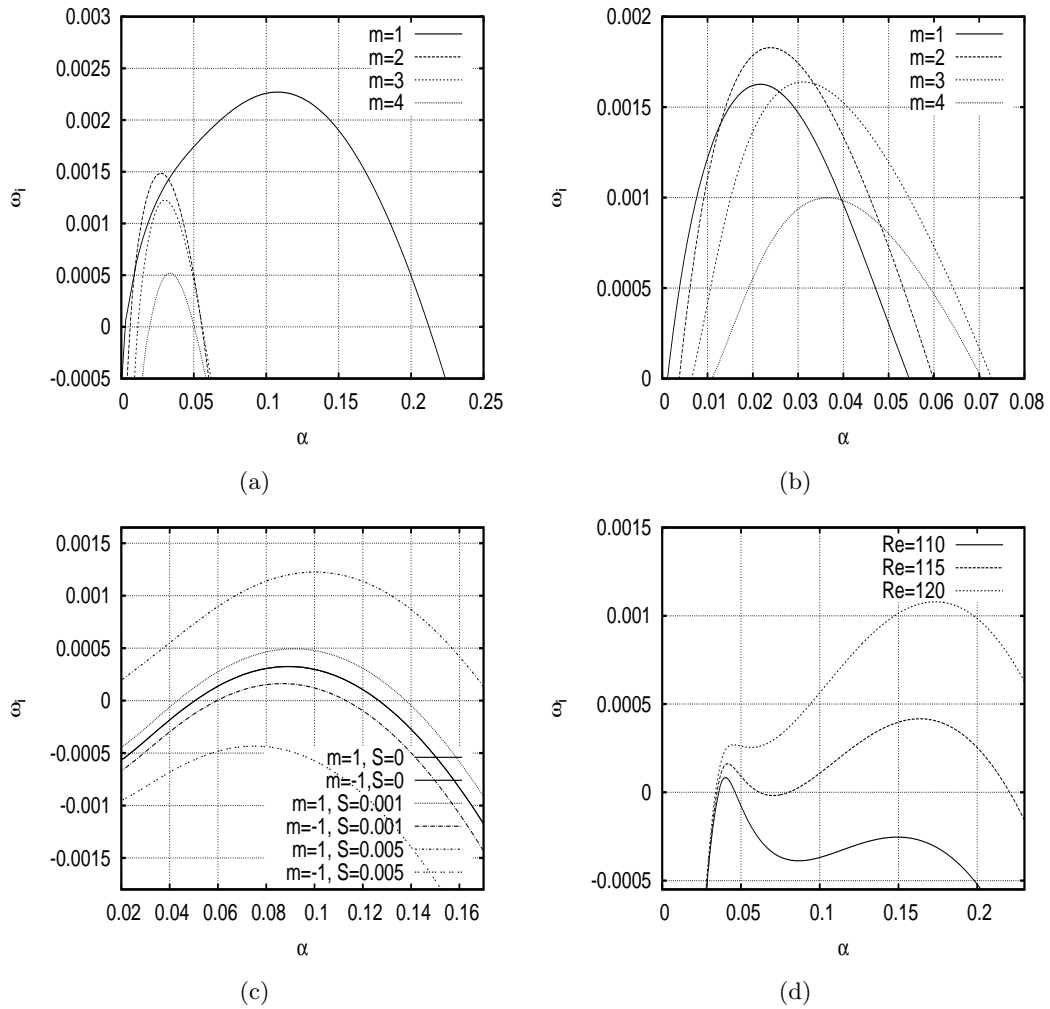 0.003
0.0025
0.002
0.0015
0.001
0.0005
0
-0.0005
0 0.05 0.1 0.15 0.2 0.25
ωi
α
m=1
m=2
m=3
m=4
(a)
0.002
0.0015
0.001
0.0005
0
0 0.01 0.02 0.03 0.04 0.05 0.06 0.07 0.08
ωi
α
m=1
m=2
m=3
m=4
(b)
0.0015
0.001
0.0005
0
-0.0005
-0.001
-0.0015
0.02 0.04 0.06 0.08 0.1 0.12 0.14 0.16
ωi
α
m=1, S=0
m=-1,S=0
m=1, S=0.001
m=-1, S=0.001
m=1, S=0.005
m=-1, S=0.005
(c)
0.0015
0.001
0.0005
0
-0.0005
0 0.05 0.1 0.15 0.2
ωi
α
Re=110
Re=115
Re=120
(d)